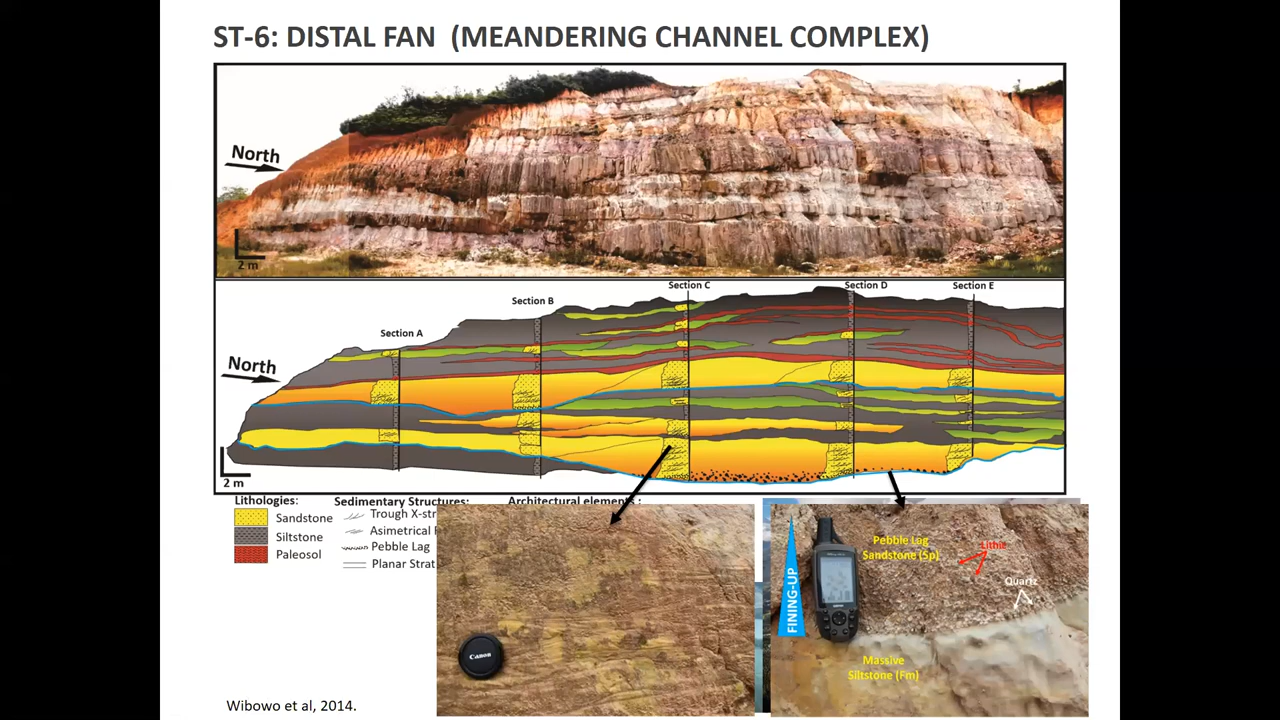 ST-6: DISTAL FAN (MEANDERING CHANNEL COMPLEX)
North
2 m
Section A
Section B
Section C
Section D
Section E
North
2 m
Lithologies:
Sandstone
Siltstone
Paleosol
Sedimentary Structures:
Trough X-str
Asimetrical
Pebble Lag
Planar Strat
Architectural elements :
Canon
FINING-UP
Pebble Lag
Sandstone (Sp)
Lithic
Quartz
Massive
Siltstone (Fm)
Wibowo et al, 2014.